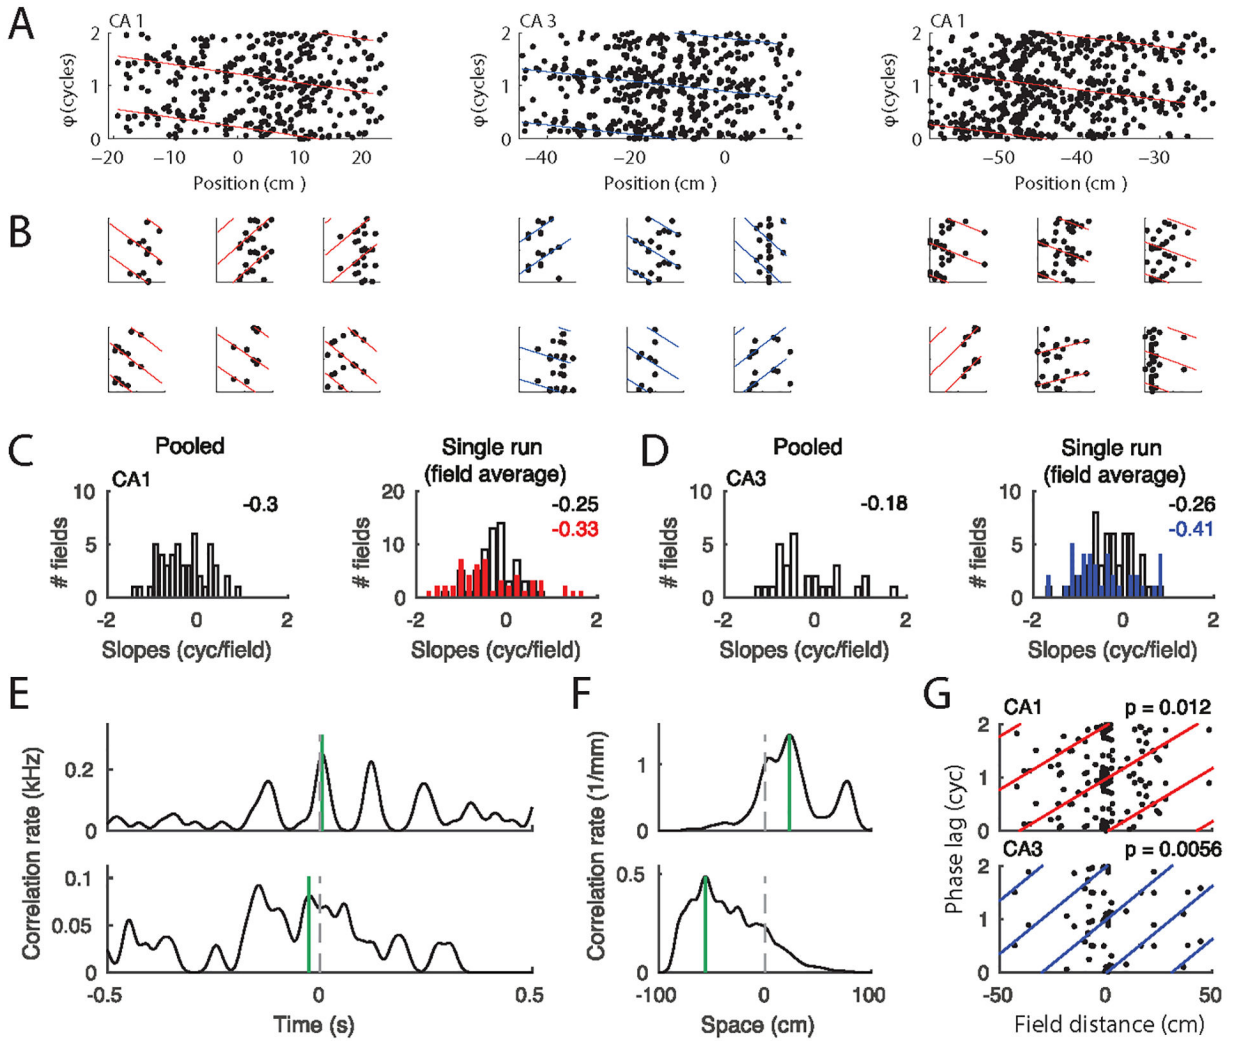 A
CA 1
CA 3
CA 1
φ (cycles)
2
1
0
−20 −10 0 10 20
Position (cm )
φ (cycles)
2
1
0
−40 −20 0
Position (cm )
φ (cycles)
2
1
0
−50 −40 −30
Position (cm )
B
C
Pooled
CA1
-0.3
# fields
10
5
0
-2 0 2
Slopes (cyc/field)
Single run
(field average)
-0.25
-0.33
# fields
20
10
0
-2 0 2
Slopes (cyc/field)
D
Pooled
CA3
-0.18
# fields
10
5
0
-2 0 2
Slopes (cyc/field)
Single run
(field average)
-0.26
-0.41
# fields
10
5
0
-2 0 2
Slopes (cyc/field)
E
Correlation rate (kHz)
0.2
0
0.1
0.05
0
-0.5 0 0.5
Time (s)
F
Correlation rate (1/mm)
1
0
0.5
0
-100 0 100
Space (cm)
G
CA1
p = 0.012
Phase lag (cyc)
2
1
0
CA3
p = 0.0056
2
1
0
-50 0 50
Field distance (cm)